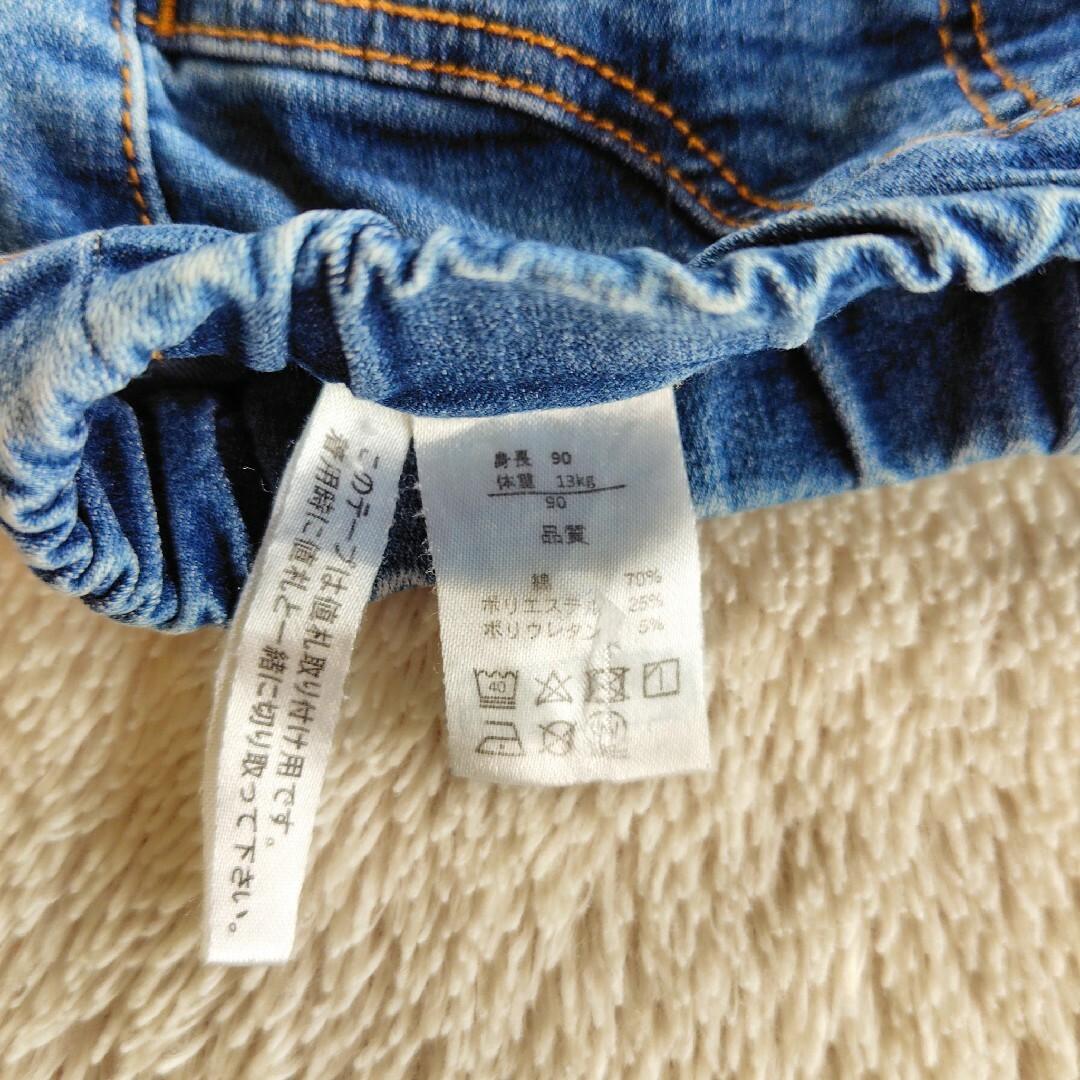 このテープは値札取り付け用です。
着用時に値札と一緒に切り取って下さい。
身長 90
体重 13kg
90
品質
綿 70%
ポリエステル 25%
ポリウレタン 5%
40